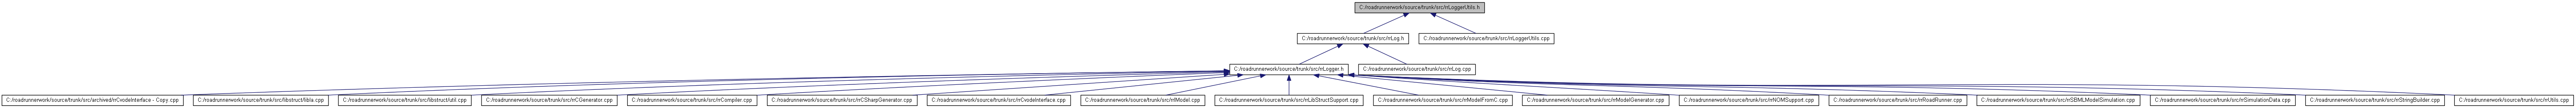 C:/roadrunnerwork/source/trunk/src/rrLoggerUtils.h
C:/roadrunnerwork/source/trunk/src/rrLog.h
C:/roadrunnerwork/source/trunk/src/rrLoggerUtils.cpp
C:/roadrunnerwork/source/trunk/src/rrLogger.h
C:/roadrunnerwork/source/trunk/src/rrLog.cpp
C:/roadrunnerwork/source/trunk/src/archived/rrCvodeInterface - Copy.cpp
C:/roadrunnerwork/source/trunk/src/libstruct/libla.cpp
C:/roadrunnerwork/source/trunk/src/libstruct/util.cpp
C:/roadrunnerwork/source/trunk/src/rrCGenerator.cpp
C:/roadrunnerwork/source/trunk/src/rrCompiler.cpp
C:/roadrunnerwork/source/trunk/src/rrCSharpGenerator.cpp
C:/roadrunnerwork/source/trunk/src/rrCvodeInterface.cpp
C:/roadrunnerwork/source/trunk/src/rrIModel.cpp
C:/roadrunnerwork/source/trunk/src/rrLibStructSupport.cpp
C:/roadrunnerwork/source/trunk/src/rrModelFromC.cpp
C:/roadrunnerwork/source/trunk/src/rrModelGenerator.cpp
C:/roadrunnerwork/source/trunk/src/rrNOMSupport.cpp
C:/roadrunnerwork/source/trunk/src/rrRoadRunner.cpp
C:/roadrunnerwork/source/trunk/src/rrSBMLModelSimulation.cpp
C:/roadrunnerwork/source/trunk/src/rrSimulationData.cpp
C:/roadrunnerwork/source/trunk/src/rrStringBuilder.cpp
C:/roadrunnerwork/source/trunk/src/rrUtils.cpp